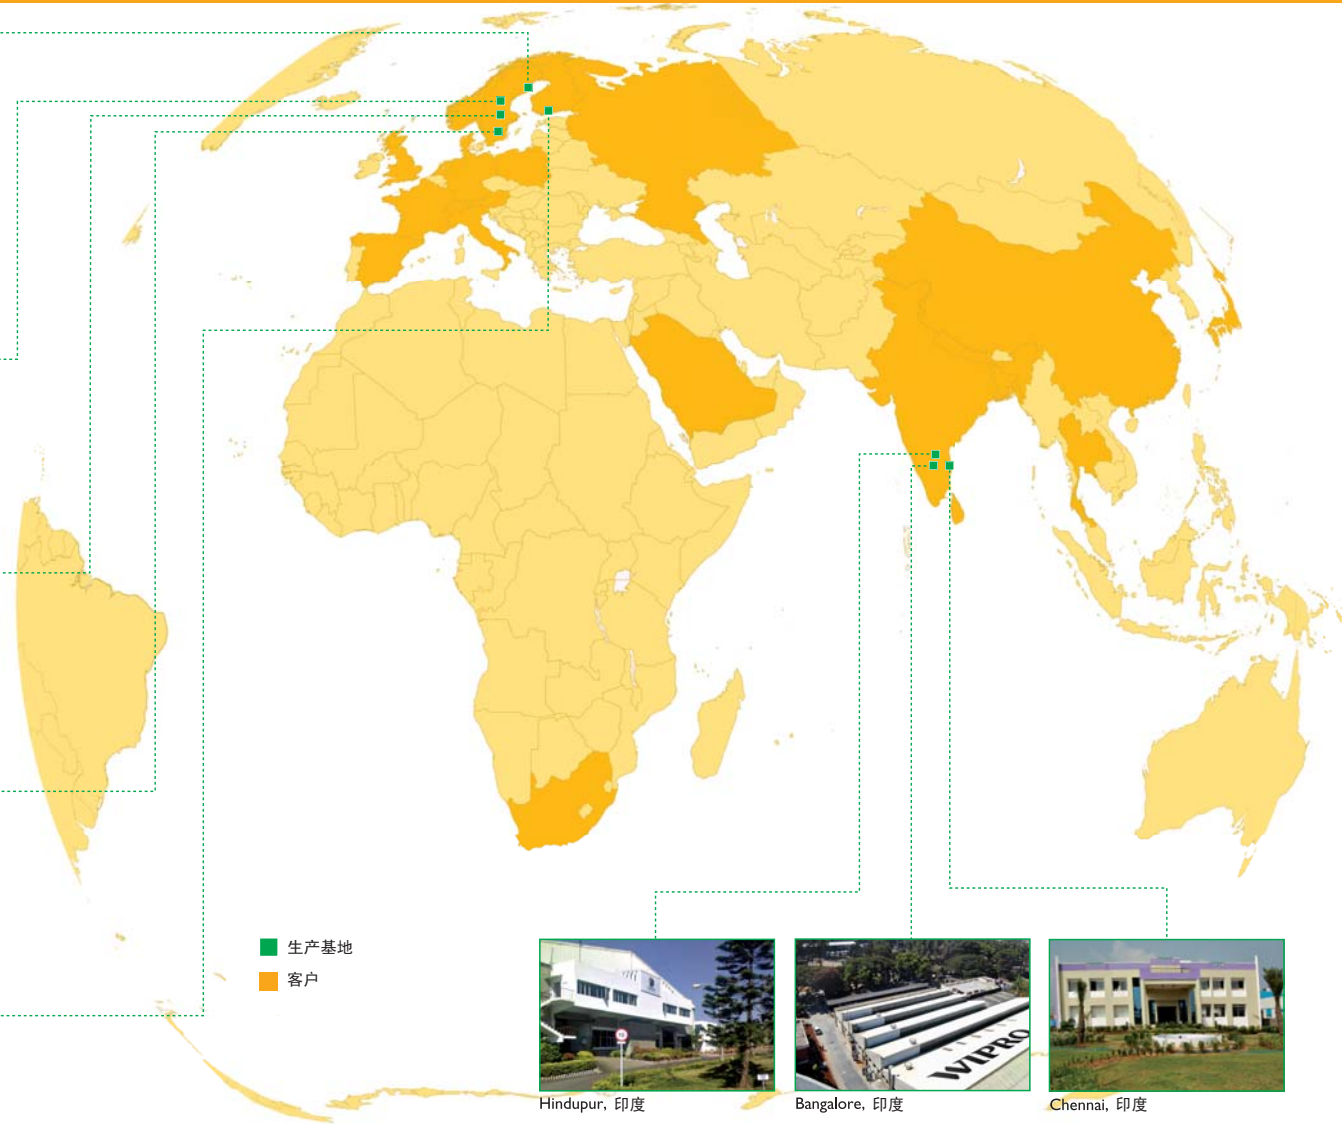 生产基地
客户
WIPRO
Hindupur, 印度
Bangalore, 印度
Chennai, 印度